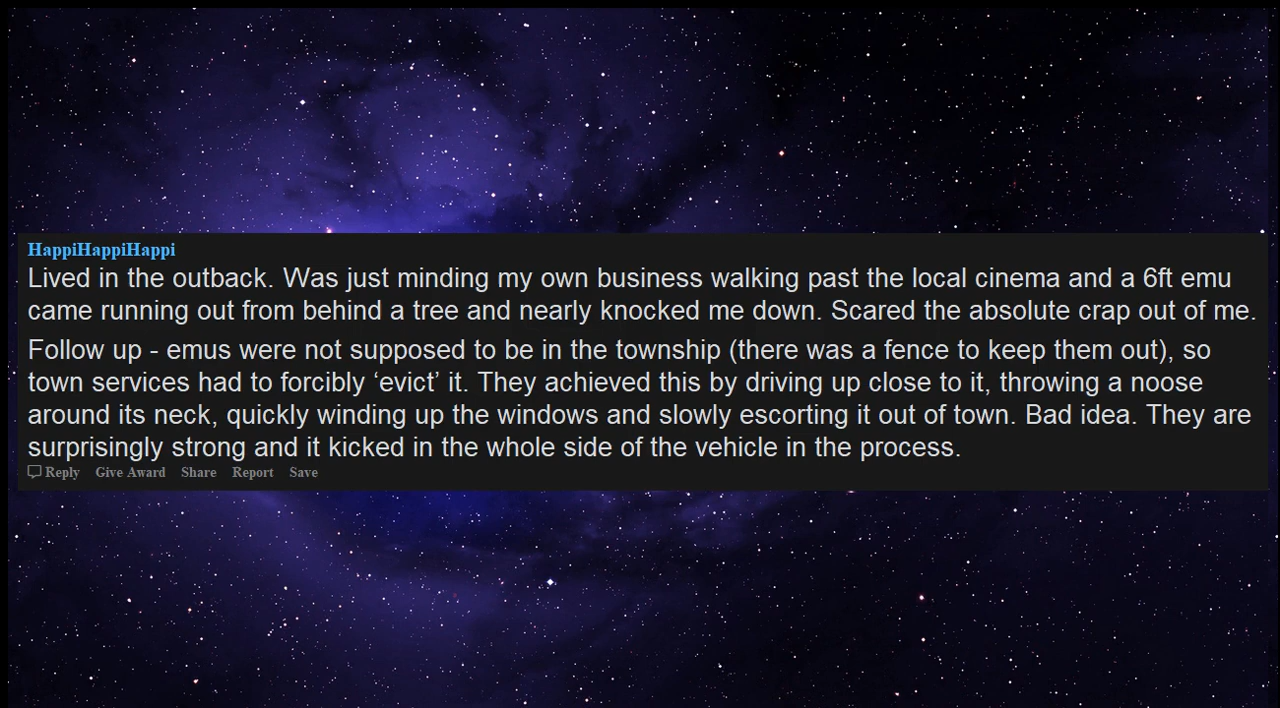 HappiHappiHappi
Lived in the outback. Was just minding my own business walking past the local cinema and a 6ft emu
came running out from behind a tree and nearly knocked me down. Scared the absolute crap out of me.
Follow up - emus were not supposed to be in the township (there was a fence to keep them out), so
town services had to forcibly ‘evict’ it. They achieved this by driving up close to it, throwing a noose
around its neck, quickly winding up the windows and slowly escorting it out of town. Bad idea. They are
surprisingly strong and it kicked in the whole side of the vehicle in the process.
Reply Give Award Share Report Save